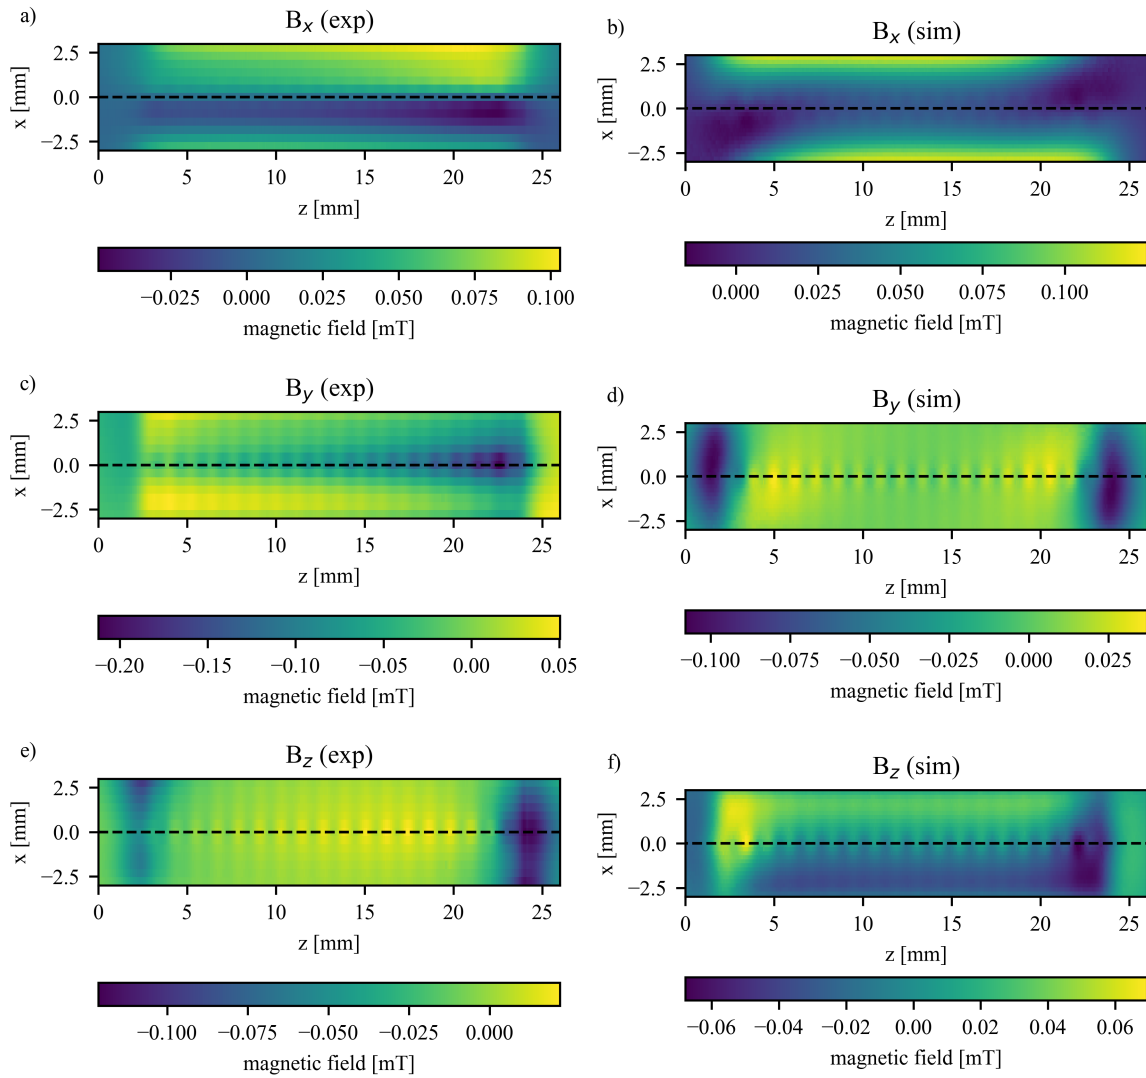 a)
B_x (exp)
x [mm]
2.5
0.0
−2.5
0 5 10 15 20 25
z [mm]
−0.025 0.000 0.025 0.050 0.075 0.100
magnetic field [mT]
b)
B_x (sim)
x [mm]
2.5
0.0
−2.5
0 5 10 15 20 25
z [mm]
0.000 0.025 0.050 0.075 0.100
magnetic field [mT]
c)
B_y (exp)
x [mm]
2.5
0.0
−2.5
0 5 10 15 20 25
z [mm]
−0.20 −0.15 −0.10 −0.05 0.00 0.05
magnetic field [mT]
d)
B_y (sim)
x [mm]
2.5
0.0
−2.5
0 5 10 15 20 25
z [mm]
−0.100 −0.075 −0.050 −0.025 0.000 0.025
magnetic field [mT]
e)
B_z (exp)
x [mm]
2.5
0.0
−2.5
0 5 10 15 20 25
z [mm]
−0.100 −0.075 −0.050 −0.025 0.000
magnetic field [mT]
f)
B_z (sim)
x [mm]
2.5
0.0
−2.5
0 5 10 15 20 25
z [mm]
−0.06 −0.04 −0.02 0.00 0.02 0.04 0.06
magnetic field [mT]